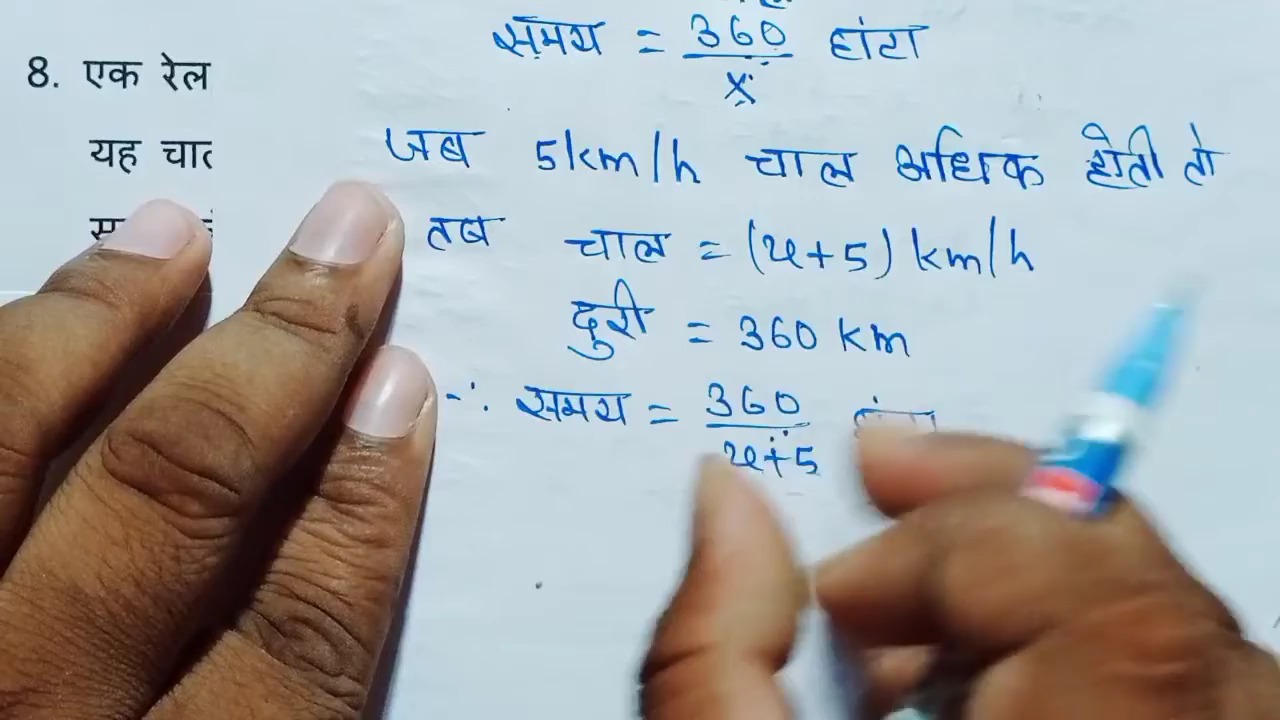 समय = 360/x घंटा
8. एक रेल
यह चाल
जब 5km/h चाल अधिक होती तो
तब चाल = (x+5) km/h
दुरी = 360 km
∴ समय = 360/x+5